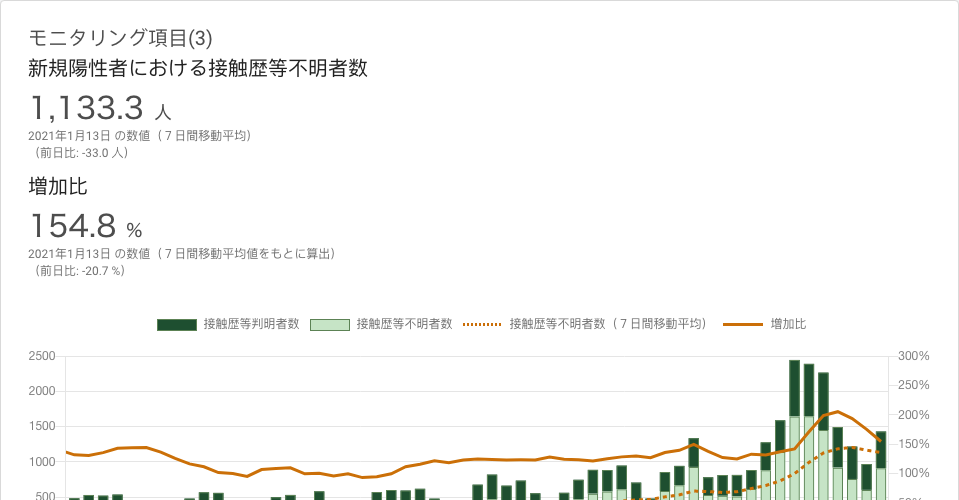 モニタリング項目(3)
新規陽性者における接触歴等不明者数
1,133.3 人
2021年1月13日 の数値（７日間移動平均）
（前日比: -33.0 人）
増加比
154.8 %
2021年1月13日 の数値（７日間移動平均値をもとに算出）
（前日比: -20.7 %）
接触歴等判明者数 接触歴等不明者数 接触歴等不明者数（７日間移動平均） 増加比
2500 300%
250%
2000
200%
1500
150%
1000
100%
500
50%